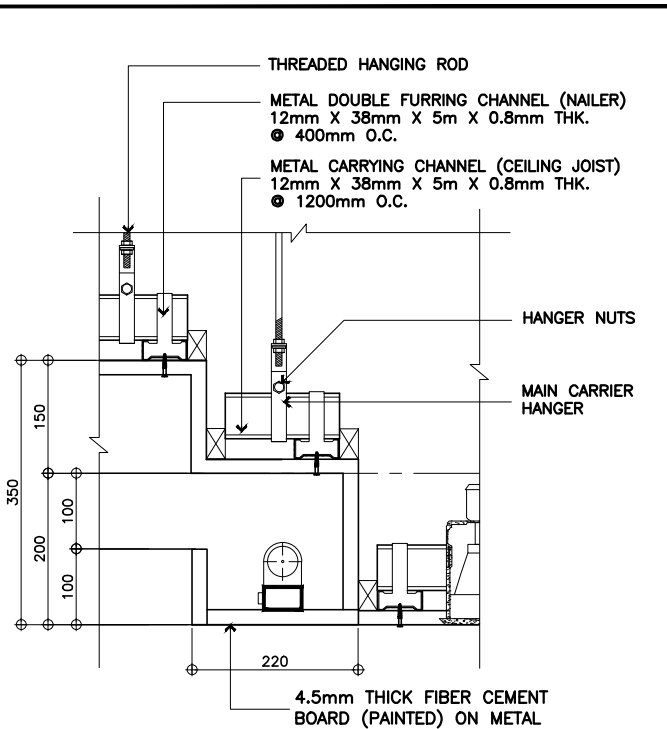 THREADED HANGING ROD
METAL DOUBLE FURRING CHANNEL (NAILER)
12mm X 38mm X 5m X 0.8mm THK.
@ 400mm O.C.
METAL CARRYING CHANNEL (CEILING JOIST)
12mm X 38mm X 5m X 0.8mm THK.
@ 1200mm O.C.
HANGER NUTS
MAIN CARRIER
HANGER
150
350
100
200
100
220
4.5mm THICK FIBER CEMENT
BOARD (PAINTED) ON METAL